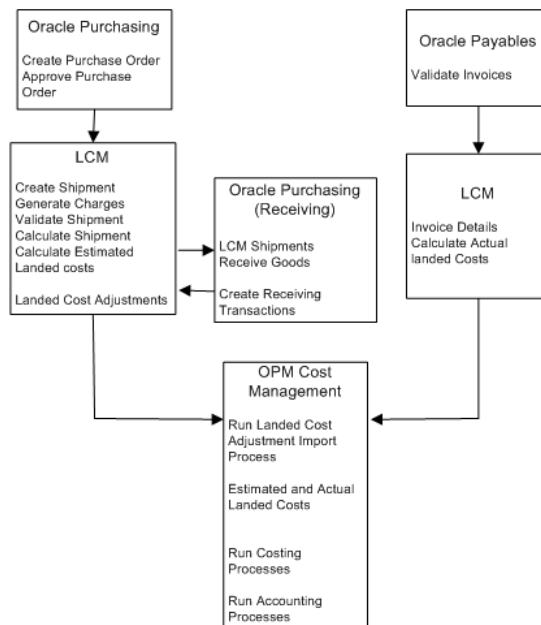 Oracle Purchasing
Create Purchase Order
Approve Purchase
Order
Oracle Payables
Validate Invoices
LCM
Create Shipment
Generate Charges
Validate Shipment
Calculate Shipment
Calculate Estimated
Landed costs
Landed Cost Adjustments
Oracle Purchasing
(Receiving)
LCM Shipments
Receive Goods
Create Receiving
Transactions
LCM
Invoice Details
Calculate Actual
landed Costs
OPM Cost
Management
Run Landed Cost
Adjustment Import
Process
Estimated and Actual
Landed Costs
Run Costing
Processes
Run Accounting
Processes